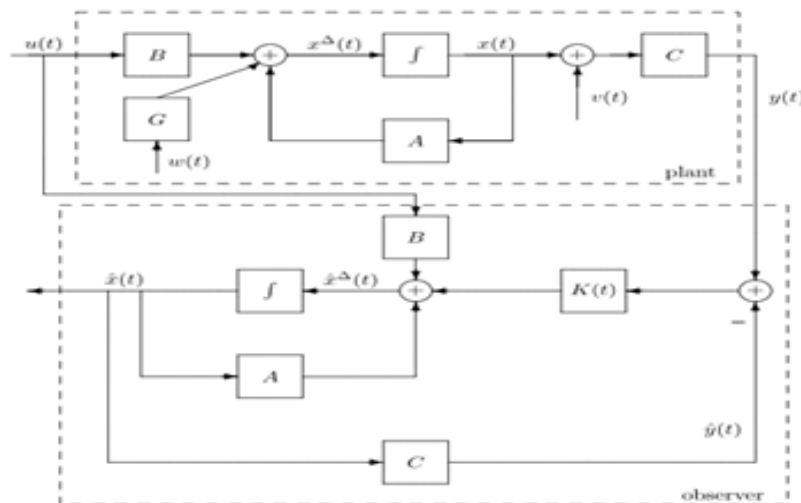 u(t)
B
+
x^Δ(t)
∫
x(t)
+
C
G
v(t)
y(t)
w(t)
A
plant
B
x̂(t)
∫
x̂^Δ(t)
+
K(t)
+
−
A
ŷ(t)
C
observer